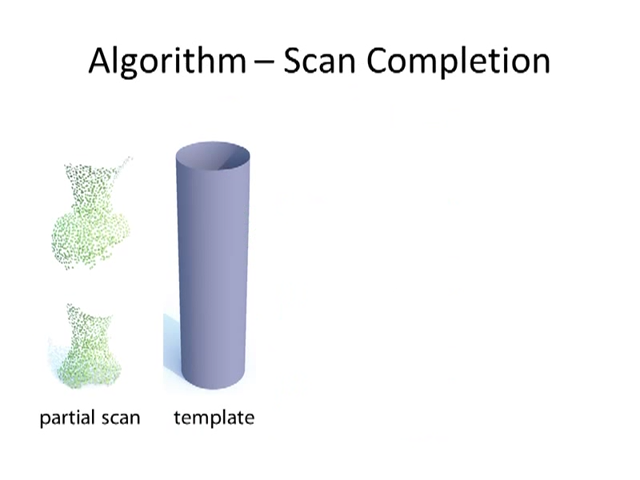 Algorithm – Scan Completion
partial scan
template